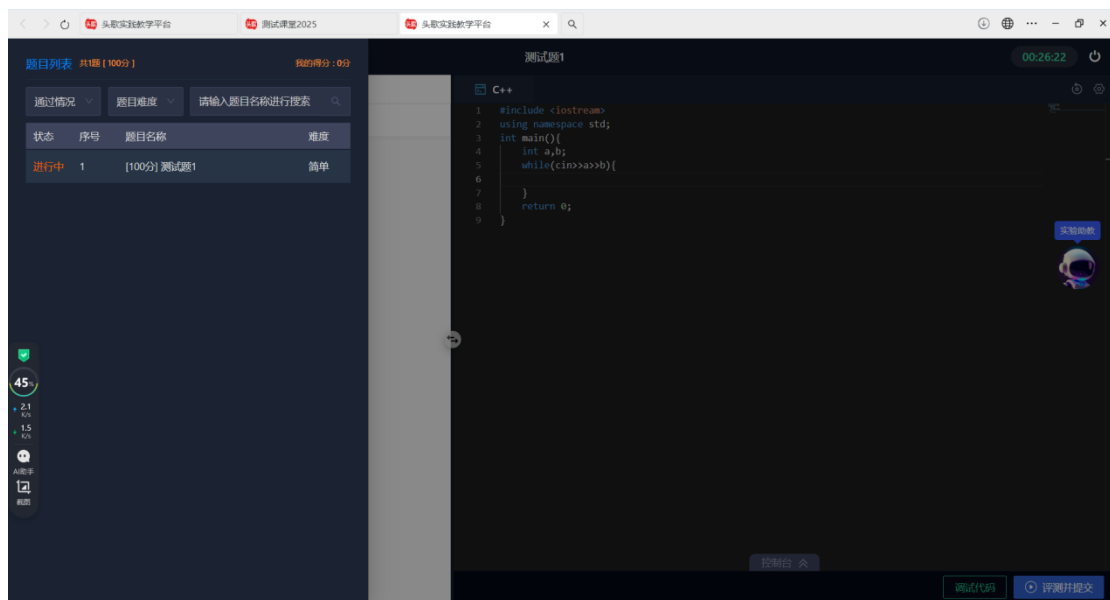 头歌实践教学平台
测试课堂2025
头歌实践教学平台
题目列表 共1题 [ 100分 ] 我的得分 : 0分
测试题1
00:26:22
通过情况 题目难度 请输入题目名称进行搜索
状态 序号 题目名称 难度
进行中 1 [100分] 测试题1 简单
C++
1 #include <iostream>
2 using namespace std;
3 int main(){
4 int a,b;
5 while(cin>>a>>b){
6
7 }
8 return 0;
9 }
实验助教
45%
2.1
K/s
1.5
K/s
AI助手
截图
控制台
调试代码 评测并提交